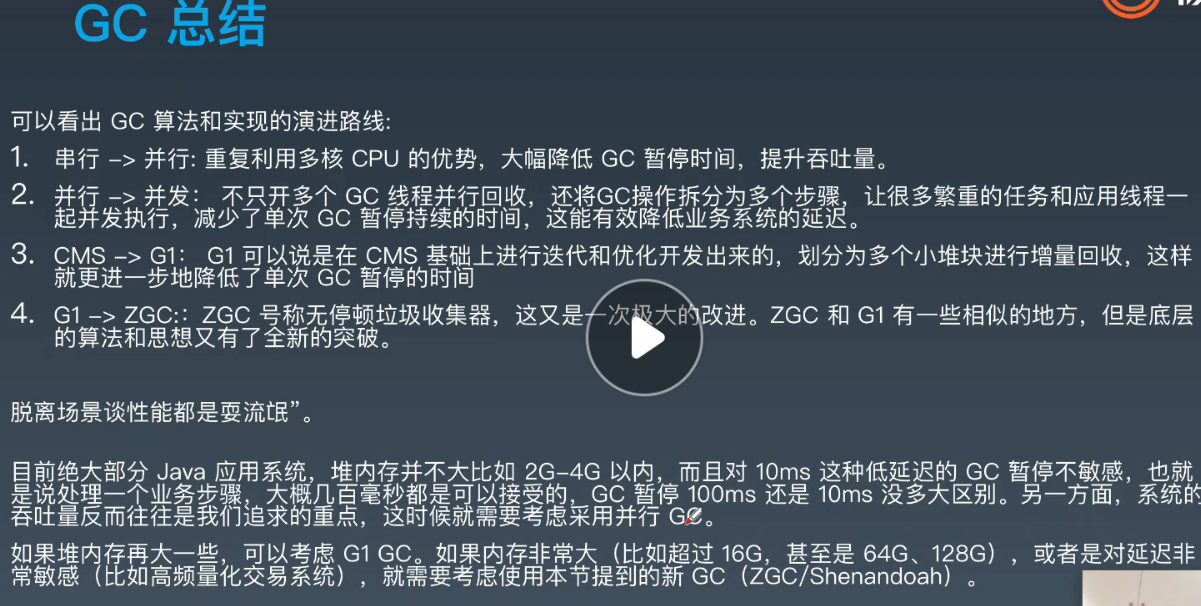 GC 总结
可以看出 GC 算法和实现的演进路线:
1. 串行 -> 并行: 重复利用多核 CPU 的优势，大幅降低 GC 暂停时间，提升吞吐量。
2. 并行 -> 并发： 不只开多个 GC 线程并行回收，还将GC操作拆分为多个步骤，让很多繁重的任务和应用线程一
起并发执行，减少了单次 GC 暂停持续的时间，这能有效降低业务系统的延迟。
3. CMS -> G1： G1 可以说是在 CMS 基础上进行迭代和优化开发出来的，划分为多个小堆块进行增量回收，这样
就更进一步地降低了单次 GC 暂停的时间
4. G1 -> ZGC:：ZGC 号称无停顿垃圾收集器，这又是一次极大的改进。ZGC 和 G1 有一些相似的地方，但是底层
的算法和思想又有了全新的突破。
脱离场景谈性能都是耍流氓”。
目前绝大部分 Java 应用系统，堆内存并不大比如 2G-4G 以内，而且对 10ms 这种低延迟的 GC 暂停不敏感，也就
是说处理一个业务步骤，大概几百毫秒都是可以接受的，GC 暂停 100ms 还是 10ms 没多大区别。另一方面，系统的
吞吐量反而往往是我们追求的重点，这时候就需要考虑采用并行 GC。
如果堆内存再大一些，可以考虑 G1 GC。如果内存非常大（比如超过 16G，甚至是 64G、128G），或者是对延迟非
常敏感（比如高频量化交易系统），就需要考虑使用本节提到的新 GC（ZGC/Shenandoah）。